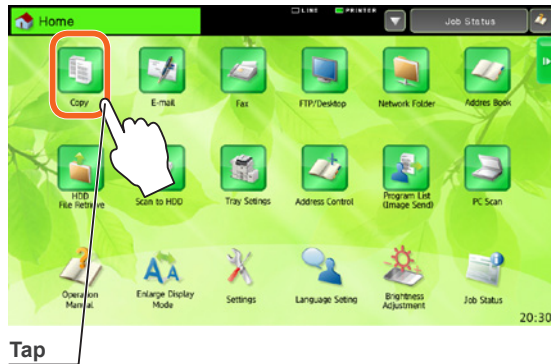 Home
LINE PRINTER
Job Status
Copy E-mail Fax FTP/Desktop Network Folder Addres Book
HDD
File Retrieve
Scan to HDD Tray Setings Address Control
Program List
(Image Send)
PC Scan
Operation
Manual
Enlarge Display
Mode
Settings Language Seting
Brightness
Adjustment
Job Status
20:30
Tap